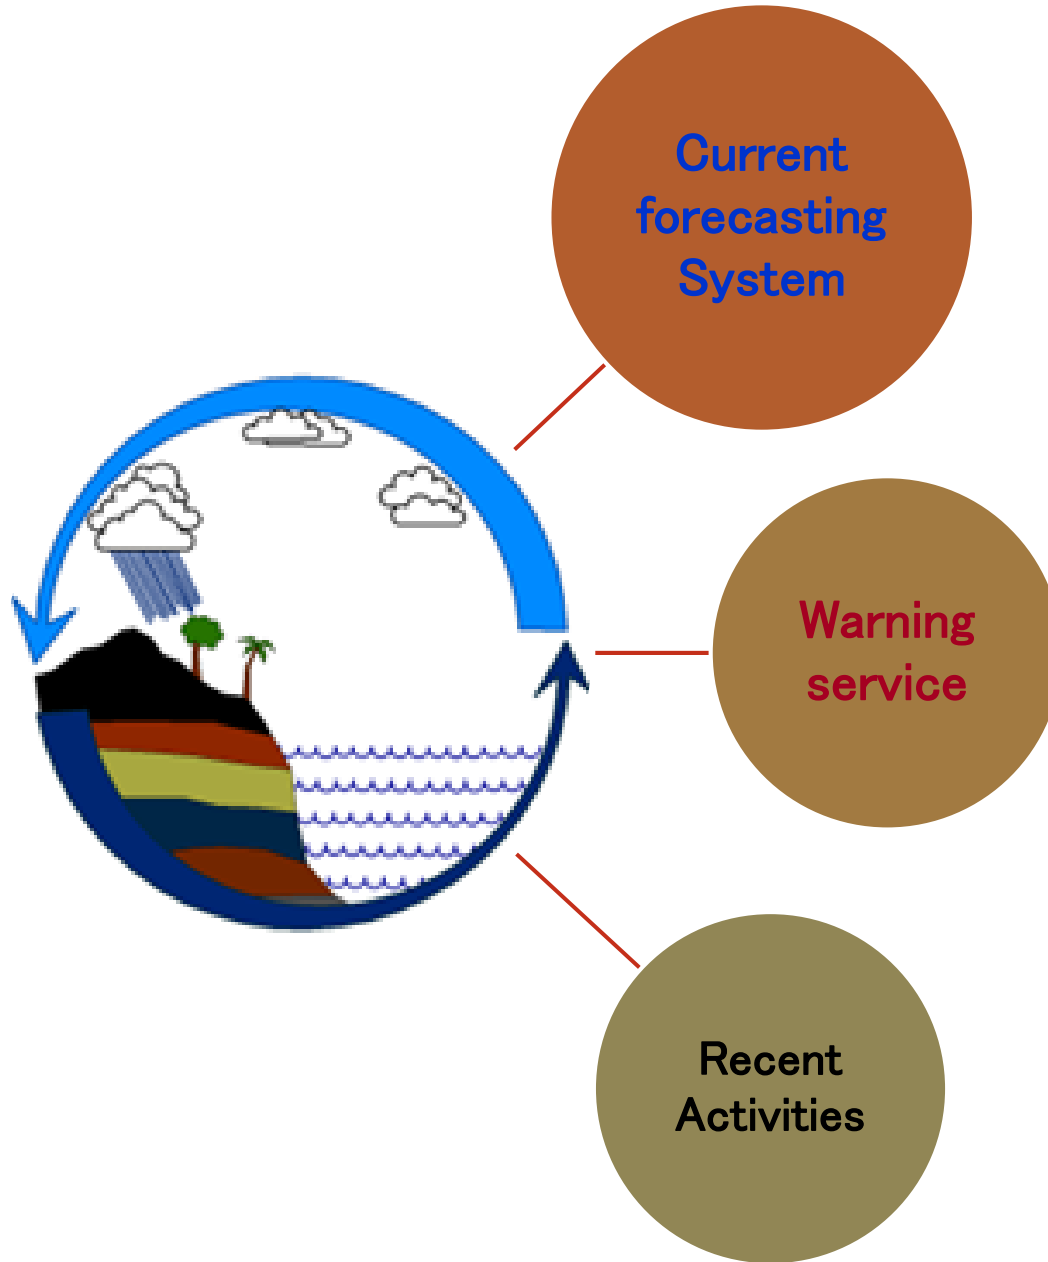 Current
forecasting
System
Warning
service
Recent
Activities